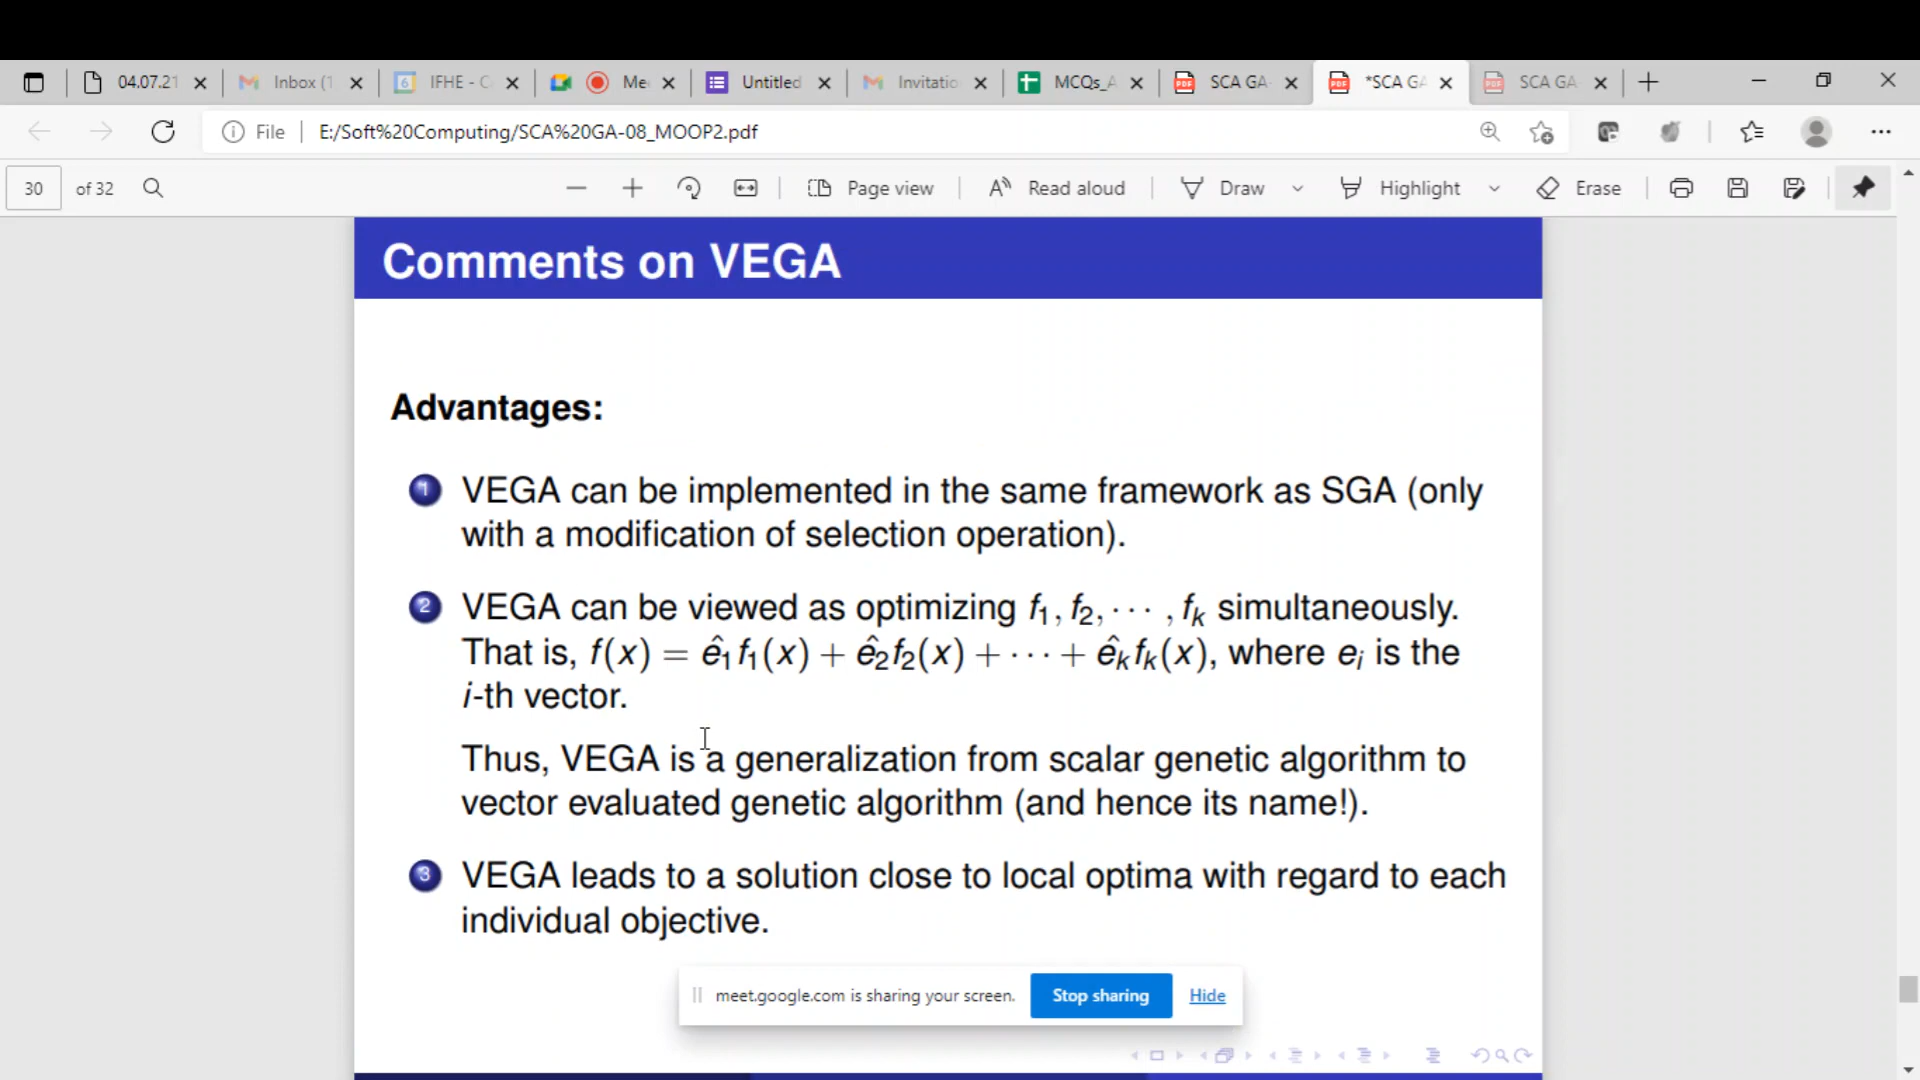 04.07.21 Inbox (1 IFHE - C Me Untitled Invitatio MCQs_A SCA GA- *SCA GA SCA GA
File E:/Soft%20Computing/SCA%20GA-08_MOOP2.pdf
30 of 32 Page view Read aloud Draw Highlight Erase
Comments on VEGA
Advantages:
1 VEGA can be implemented in the same framework as SGA (only
with a modification of selection operation).
2 VEGA can be viewed as optimizing f₁, f₂, ⋯ , fₖ simultaneously.
That is, f(x) = ê₁f₁(x) + ê₂f₂(x) + ⋯ + êₖfₖ(x), where eᵢ is the
i-th vector.
Thus, VEGA is a generalization from scalar genetic algorithm to
vector evaluated genetic algorithm (and hence its name!).
3 VEGA leads to a solution close to local optima with regard to each
individual objective.
meet.google.com is sharing your screen. Stop sharing Hide